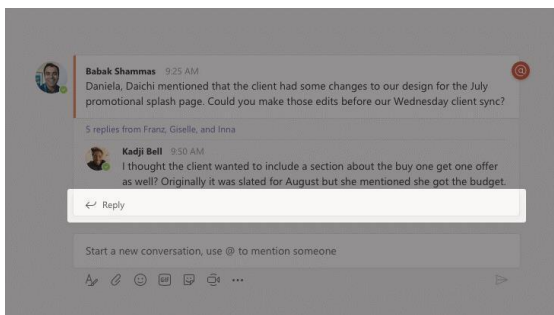 Babak Shammas 9:25 AM
Daniela, Daichi mentioned that the client had some changes to our design for the July
promotional splash page. Could you make those edits before our Wednesday client sync?
5 replies from Franz, Giselle, and Inna
Kadji Bell 9:50 AM
I thought the client wanted to include a section about the buy one get one offer
as well? Originally it was slated for August but she mentioned she got the budget.
Reply
Start a new conversation, use @ to mention someone
GIF